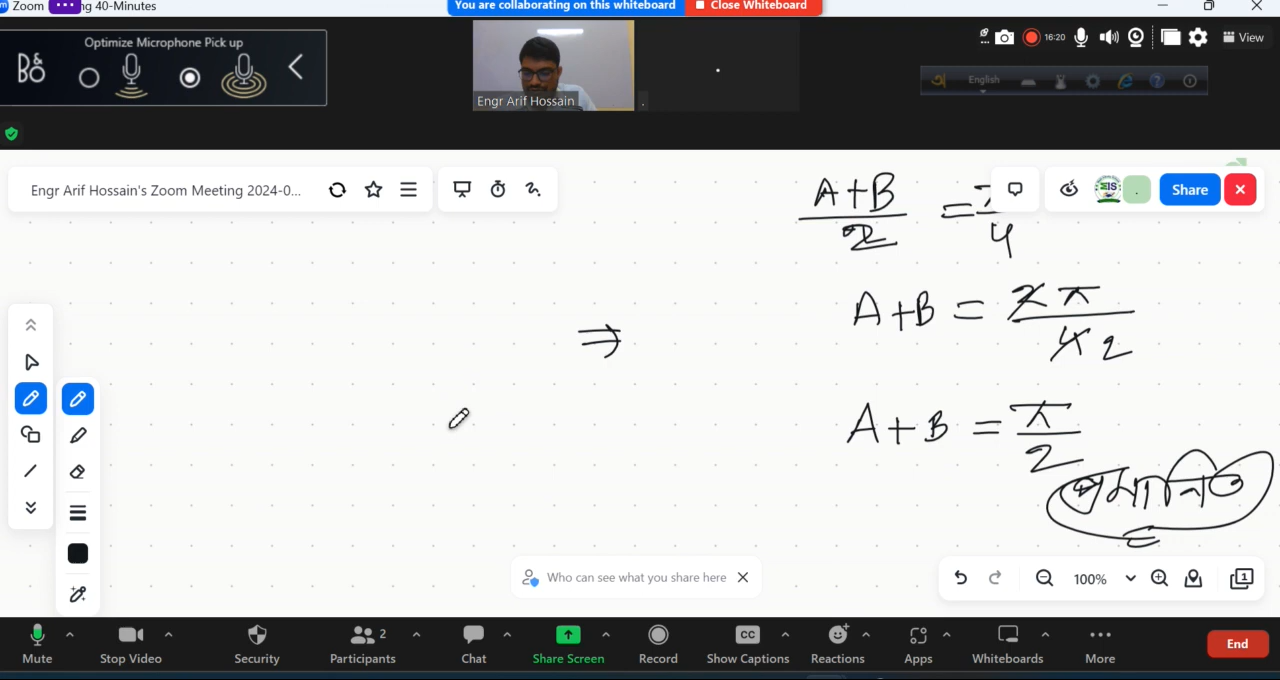 Zoom ng 40-Minutes
You are collaborating on this whiteboard
Close Whiteboard
Optimize Microphone Pick up
B&O
Engr Arif Hossain
.
16:20
View
English
Engr Arif Hossain's Zoom Meeting 2024-0...
EIS
.
Share
A+B
2
=
4
A+B = 2π
4 2
⇒
A+B = π
2
প্রমানিত
Who can see what you share here
100%
1
Mute
Stop Video
Security
2
Participants
Chat
Share Screen
Record
CC
Show Captions
Reactions
Apps
Whiteboards
More
End